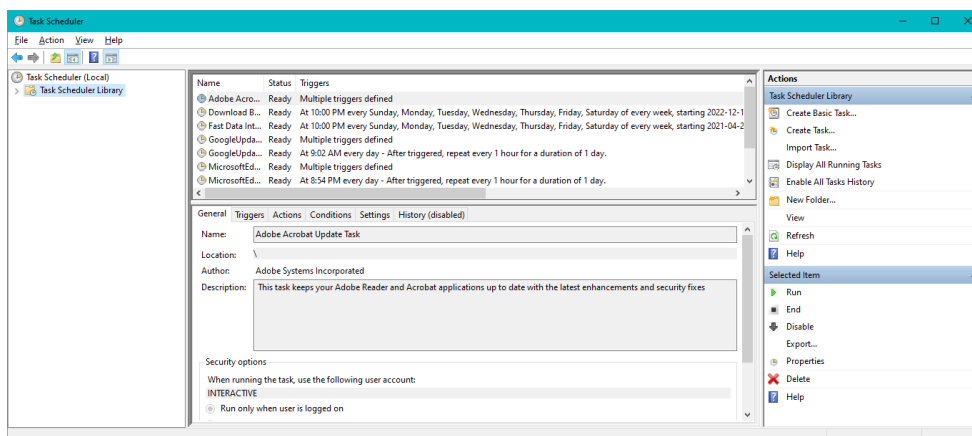 Task Scheduler
File Action View Help
Task Scheduler (Local)
Task Scheduler Library
Name Status Triggers
Adobe Acro... Ready Multiple triggers defined
Download B... Ready At 10:00 PM every Sunday, Monday, Tuesday, Wednesday, Thursday, Friday, Saturday of every week, starting 2022-12-1
Fast Data Int... Ready At 10:00 PM every Sunday, Monday, Tuesday, Wednesday, Thursday, Friday, Saturday of every week, starting 2021-04-2
GoogleUpda... Ready Multiple triggers defined
GoogleUpda... Ready At 9:02 AM every day - After triggered, repeat every 1 hour for a duration of 1 day.
MicrosoftEd... Ready Multiple triggers defined
MicrosoftEd... Ready At 8:54 PM every day - After triggered, repeat every 1 hour for a duration of 1 day.
General Triggers Actions Conditions Settings History (disabled)
Name: Adobe Acrobat Update Task
Location: \
Author: Adobe Systems Incorporated
Description: This task keeps your Adobe Reader and Acrobat applications up to date with the latest enhancements and security fixes
Security options
When running the task, use the following user account:
INTERACTIVE
Run only when user is logged on
Actions
Task Scheduler Library
Create Basic Task...
Create Task...
Import Task...
Display All Running Tasks
Enable All Tasks History
New Folder...
View
Refresh
Help
Selected Item
Run
End
Disable
Export...
Properties
Delete
Help